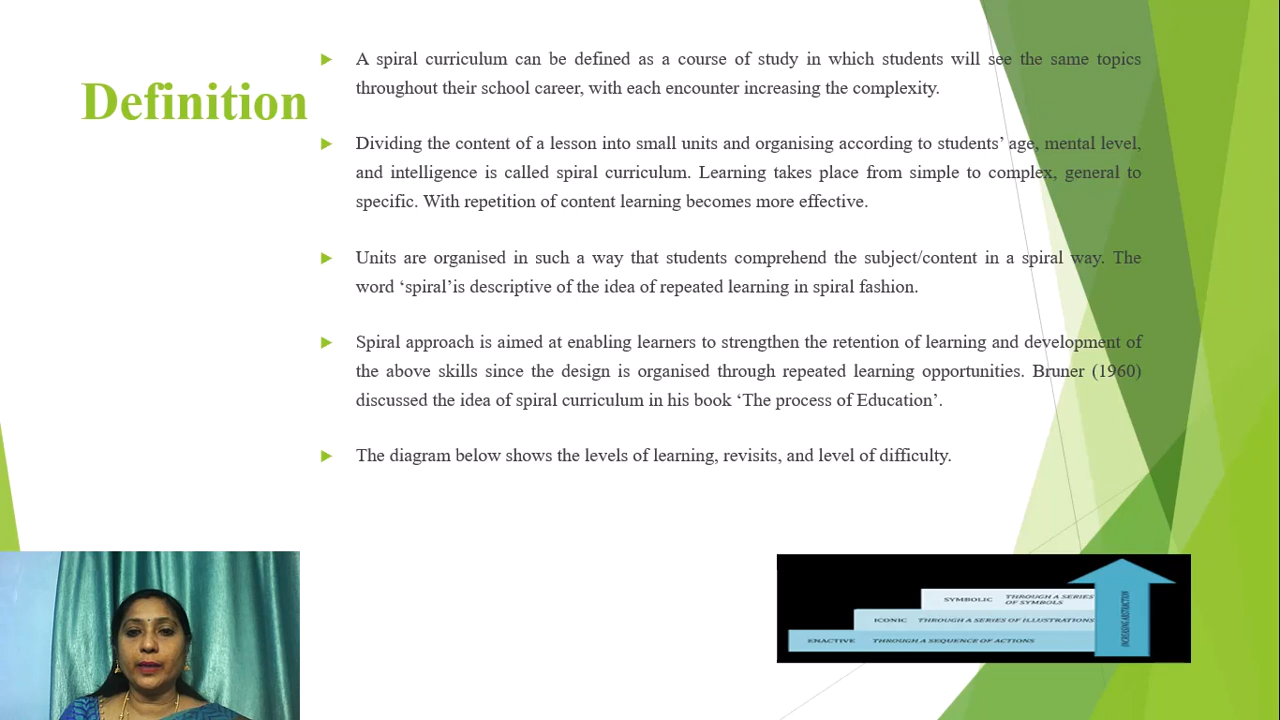 Definition
A spiral curriculum can be defined as a course of study in which students will see the same topics
throughout their school career, with each encounter increasing the complexity.
Dividing the content of a lesson into small units and organising according to students’ age, mental level,
and intelligence is called spiral curriculum. Learning takes place from simple to complex, general to
specific. With repetition of content learning becomes more effective.
Units are organised in such a way that students comprehend the subject/content in a spiral way. The
word ‘spiral’is descriptive of the idea of repeated learning in spiral fashion.
Spiral approach is aimed at enabling learners to strengthen the retention of learning and development of
the above skills since the design is organised through repeated learning opportunities. Bruner (1960)
discussed the idea of spiral curriculum in his book ‘The process of Education’.
The diagram below shows the levels of learning, revisits, and level of difficulty.
SYMBOLIC THROUGH A SERIES
OF SYMBOLS
ICONIC THROUGH A SERIES OF ILLUSTRATIONS
ENACTIVE THROUGH A SEQUENCE OF ACTIONS
INCREASING ABSTRACTION